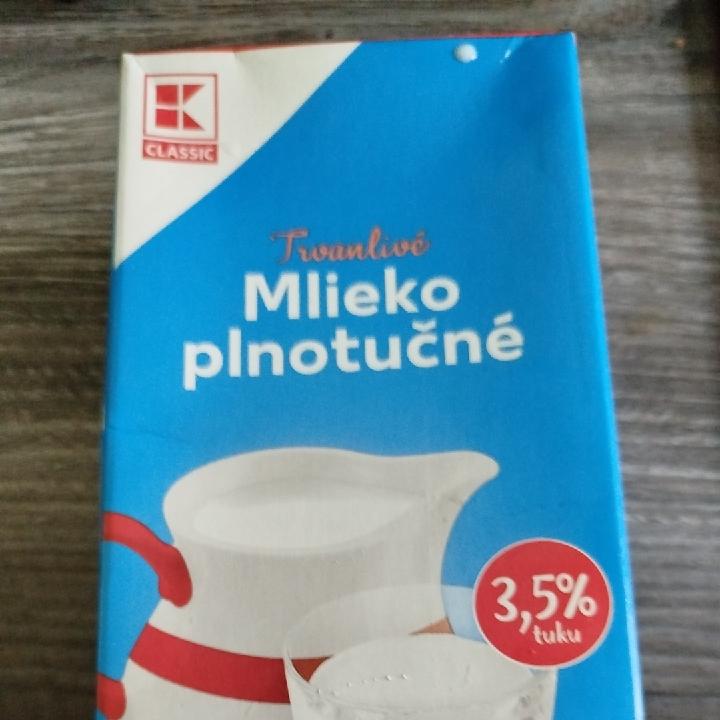 K
CLASSIC
Trvanlivé
Mlieko
plnotučné
3,5%
tuku